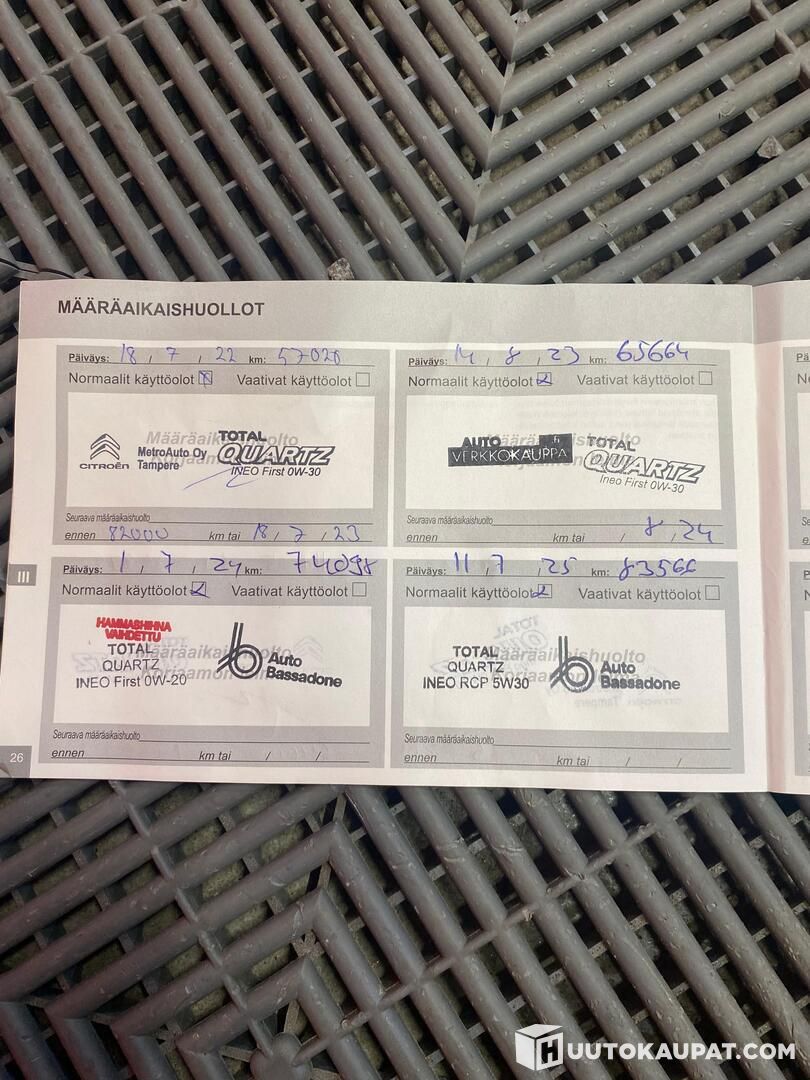 MÄÄRÄAIKAISHUOLLOT
Päiväys: 18 / 7 / 22 km: 57020
Normaalit käyttöolot ☒ Vaativat käyttöolot ☐
Määräaikaishuolto
CITROËN
MetroAuto Oy
Tampere
TOTAL
QUARTZ
INEO First 0W-30
Seuraava määräaikaishuolto
ennen 82000 km tai 18 / 7 / 23
Päiväys: 14 / 8 / 23 km: 65664
Normaalit käyttöolot ☒ Vaativat käyttöolot ☐
AUTO
VERKKOKAUPPA
.fi
TOTAL
QUARTZ
Ineo First 0W-30
Seuraava määräaikaishuolto
ennen km tai / 8 / 24
III
Päiväys: 1 / 7 / 24 km: 74098
Normaalit käyttöolot ☒ Vaativat käyttöolot ☐
HAMMASHIHNA
VAIHDETTU
TOTAL
QUARTZ
INEO First 0W-20
Määräaikaishuolto
Auto
Bassadone
Seuraava määräaikaishuolto
ennen km tai / /
Päiväys: 11 / 7 / 25 km: 83566
Normaalit käyttöolot ☒ Vaativat käyttöolot ☐
TOTAL
QUARTZ
INEO RCP 5W30
Määräaikaishuolto
Auto
Bassadone
Seuraava määräaikaishuolto
ennen km tai / /
26
HUUTOKAUPAT.COM